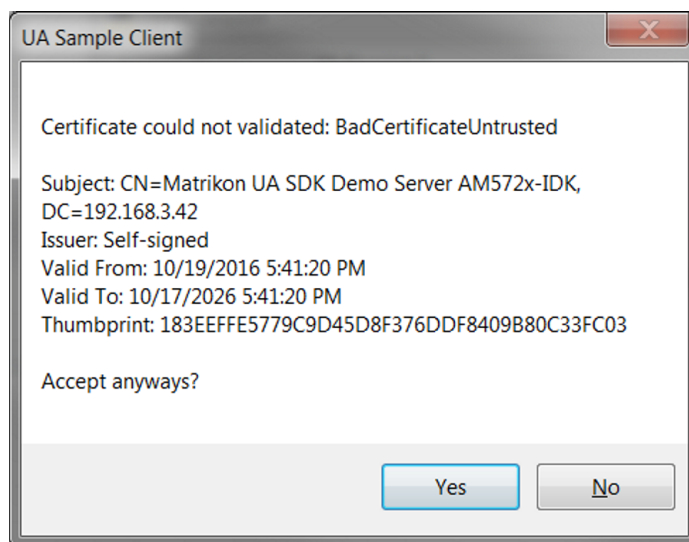 UA Sample Client
Certificate could not validated: BadCertificateUntrusted
Subject: CN=Matrikon UA SDK Demo Server AM572x-IDK,
DC=192.168.3.42
Issuer: Self-signed
Valid From: 10/19/2016 5:41:20 PM
Valid To: 10/17/2026 5:41:20 PM
Thumbprint: 183EEFFE5779C9D45D8F376DDF8409B80C33FC03
Accept anyways?
Yes
No